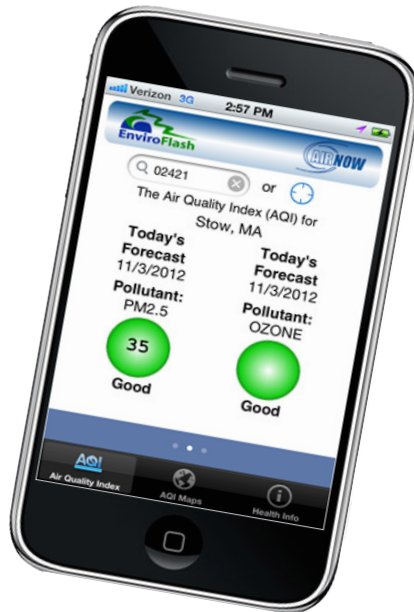 Verizon 3G 2:57 PM
EnviroFlash
AIRNOW
02421 or
The Air Quality Index (AQI) for
Stow, MA
Today's
Forecast
11/3/2012
Pollutant:
PM2.5
35
Good
Today's
Forecast
11/3/2012
Pollutant:
OZONE
Good
AQI
Air Quality Index
AQI Maps
Health Info